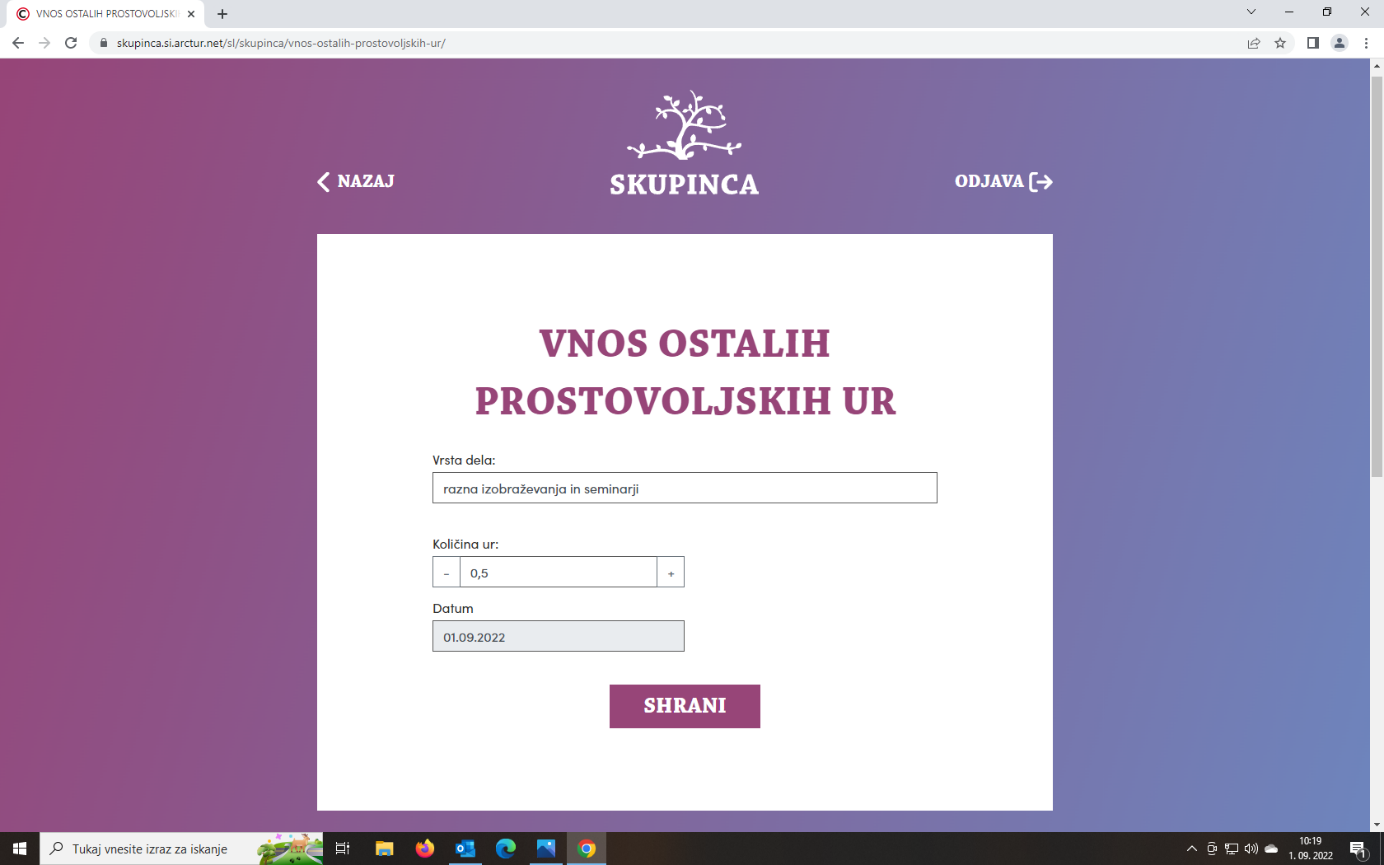 VNOS OSTALIH PROSTOVOLJSKI
skupinca.si.arctur.net/sl/skupinca/vnos-ostalih-prostovoljskih-ur/
SKUPINCA
NAZAJ
ODJAVA
VNOS OSTALIH
PROSTOVOLJSKIH UR
Vrsta dela:
razna izobraževanja in seminarji
Količina ur:
- 0,5 +
Datum
01.09.2022
SHRANI
Tukaj vnesite izraz za iskanje
10:19
1. 09. 2022
1